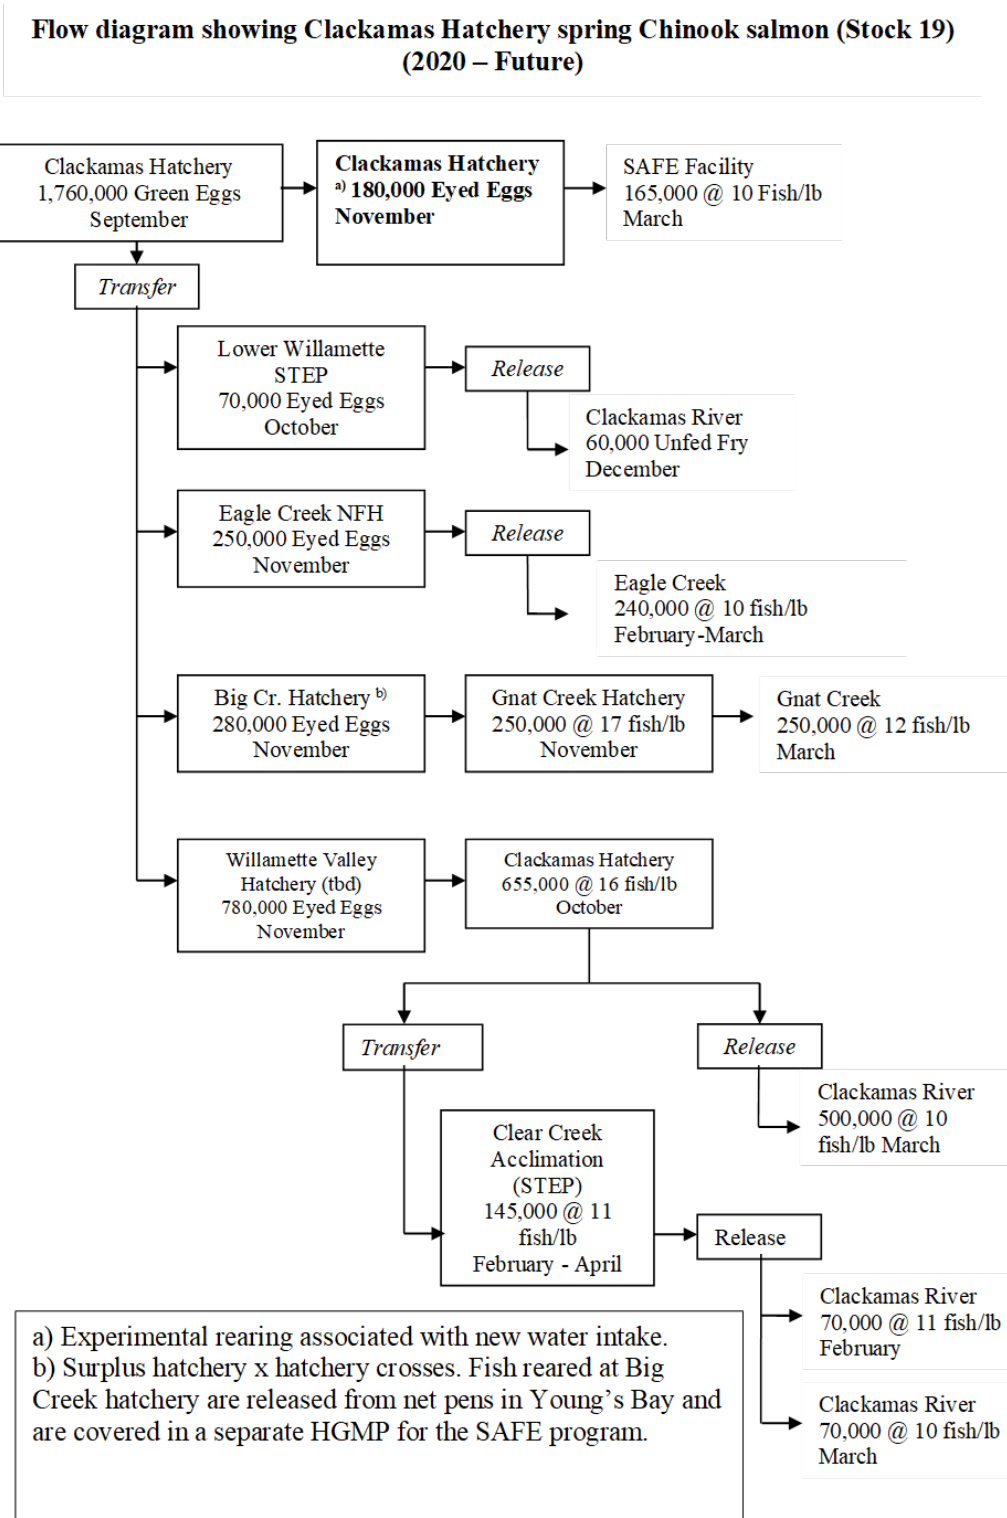 Flow diagram showing Clackamas Hatchery spring Chinook salmon (Stock 19)
(2020 – Future)
Clackamas Hatchery
1,760,000 Green Eggs
September
Clackamas Hatchery
a) 180,000 Eyed Eggs
November
SAFE Facility
165,000 @ 10 Fish/lb
March
Transfer
Lower Willamette
STEP
70,000 Eyed Eggs
October
Release
Clackamas River
60,000 Unfed Fry
December
Eagle Creek NFH
250,000 Eyed Eggs
November
Release
Eagle Creek
240,000 @ 10 fish/lb
February-March
Big Cr. Hatchery b)
280,000 Eyed Eggs
November
Gnat Creek Hatchery
250,000 @ 17 fish/lb
November
Gnat Creek
250,000 @ 12 fish/lb
March
Willamette Valley
Hatchery (tbd)
780,000 Eyed Eggs
November
Clackamas Hatchery
655,000 @ 16 fish/lb
October
Transfer
Release
Clackamas River
500,000 @ 10
fish/lb March
Clear Creek
Acclimation
(STEP)
145,000 @ 11
fish/lb
February - April
Release
Clackamas River
70,000 @ 11 fish/lb
February
Clackamas River
70,000 @ 10 fish/lb
March
a) Experimental rearing associated with new water intake.
b) Surplus hatchery x hatchery crosses. Fish reared at Big
Creek hatchery are released from net pens in Young’s Bay and
are covered in a separate HGMP for the SAFE program.